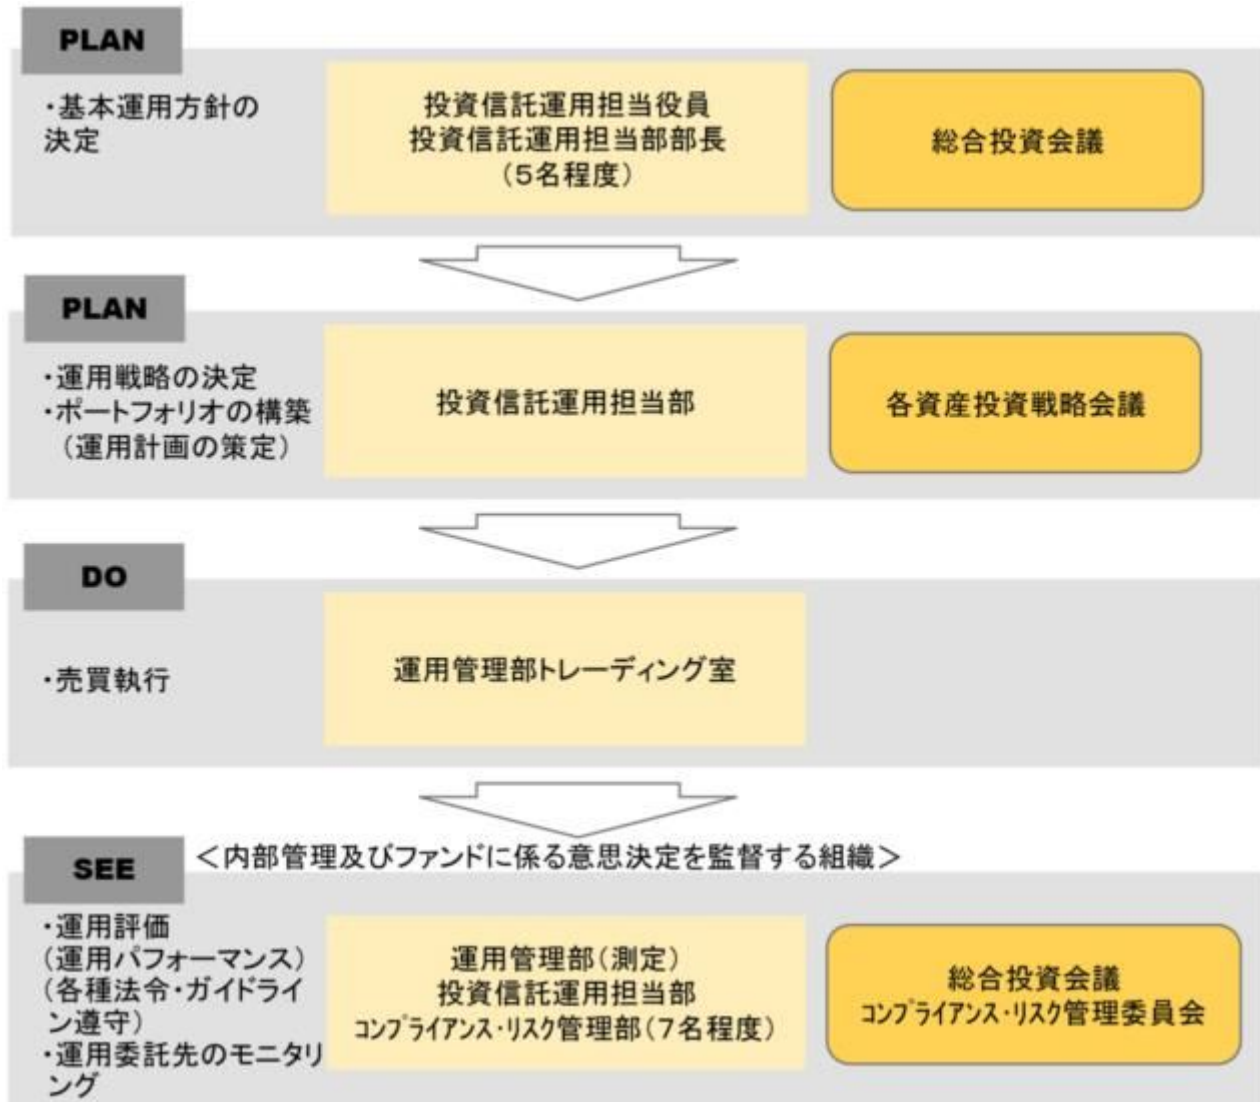 PLAN
・基本運用方針の
決定
投資信託運用担当役員
投資信託運用担当部部長
（5名程度）
総合投資会議
PLAN
・運用戦略の決定
・ポートフォリオの構築
（運用計画の策定）
投資信託運用担当部
各資産投資戦略会議
DO
・売買執行
運用管理部トレーディング室
SEE
＜内部管理及びファンドに係る意思決定を監督する組織＞
・運用評価
（運用パフォーマンス）
（各種法令・ガイドライ
ン遵守）
・運用委託先のモニタリ
ング
運用管理部（測定）
投資信託運用担当部
ｺﾝﾌﾟﾗｲｱﾝｽ･ﾘｽｸ管理部（7名程度）
総合投資会議
ｺﾝﾌﾟﾗｲｱﾝｽ･ﾘｽｸ管理委員会